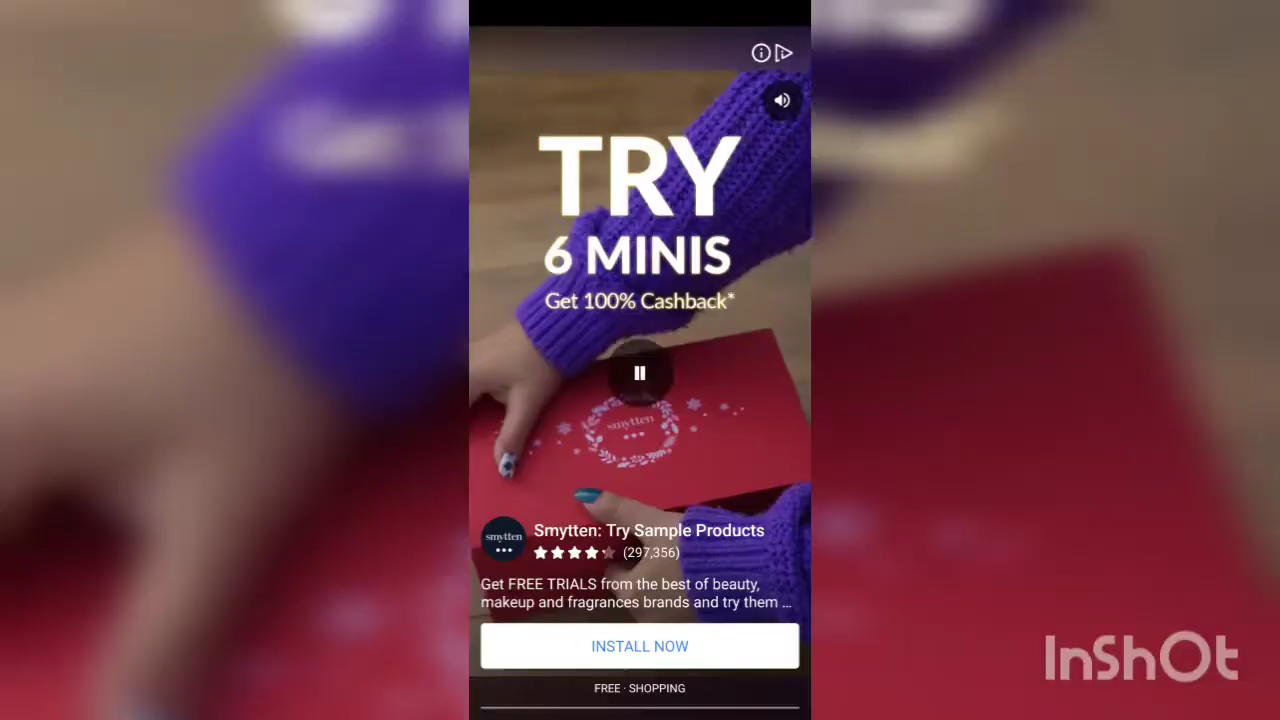 TRY
6 MINIS
Get 100% Cashback*
smytten
smytten
Smytten: Try Sample Products
(297,356)
Get FREE TRIALS from the best of beauty,
makeup and fragrances brands and try them ...
INSTALL NOW
FREE · SHOPPING
InShOt